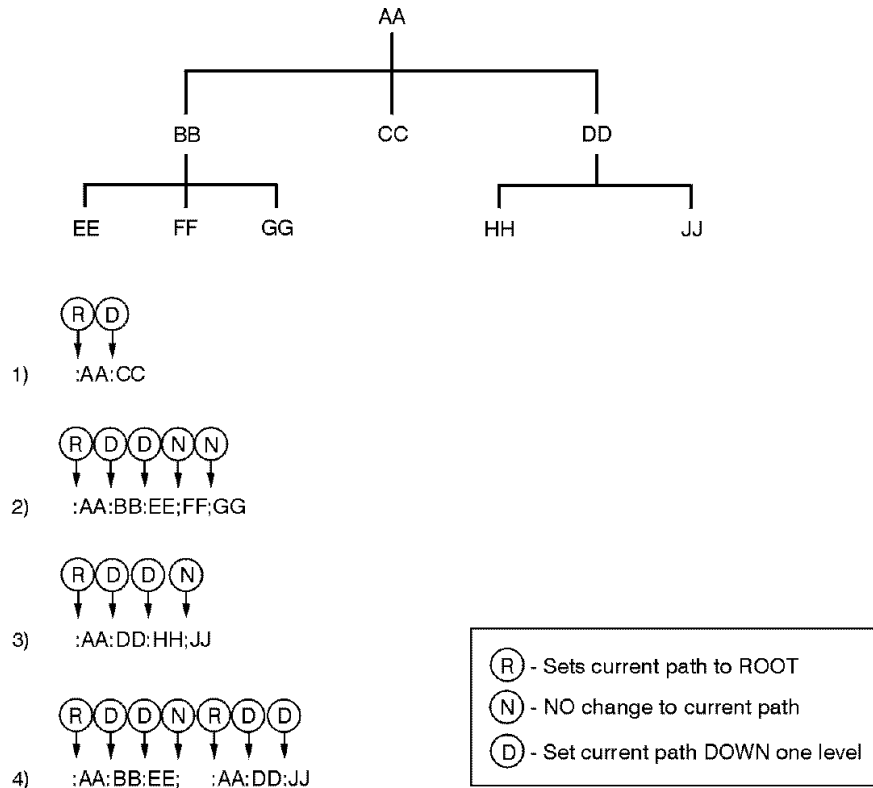 AA
BB CC DD
EE FF GG HH JJ
R D
1) :AA:CC
R D D N N
2) :AA:BB:EE;FF;GG
R D D N
3) :AA:DD:HH;JJ
R - Sets current path to ROOT
N - NO change to current path
D - Set current path DOWN one level
R D D N R D D
4) :AA:BB:EE; :AA:DD:JJ